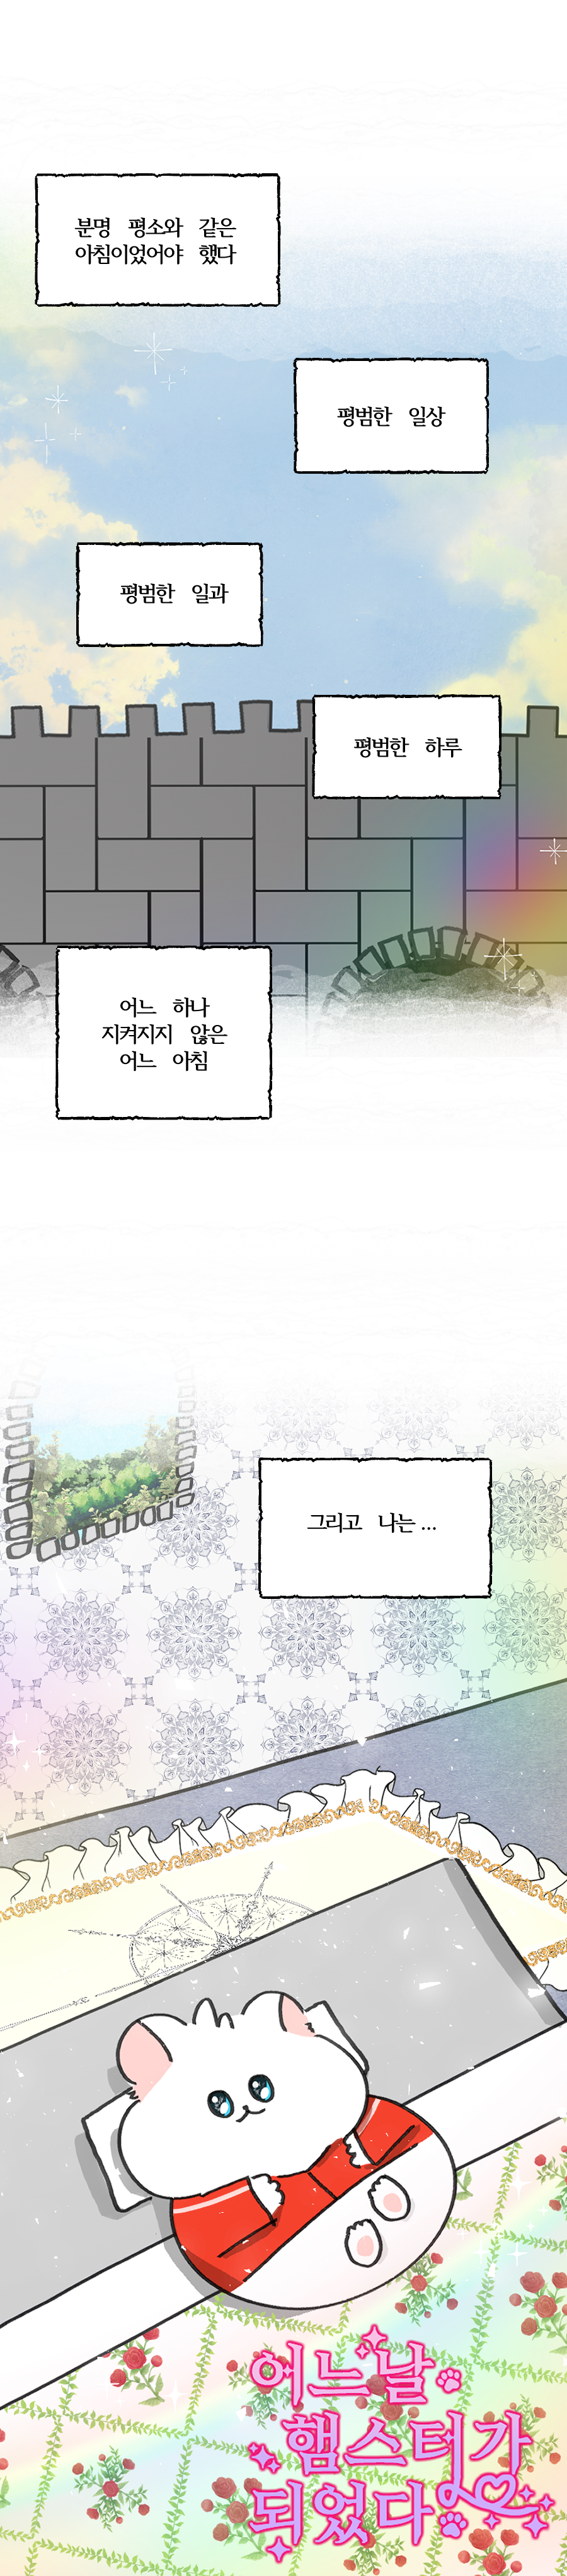 분명 평소와 같은
아침이었어야 했다
평범한 일상
평범한 일과
평범한 하루
어느 하나
지켜지지 않은
어느 아침
그리고 나는...
어느날
햄스터가
되었다